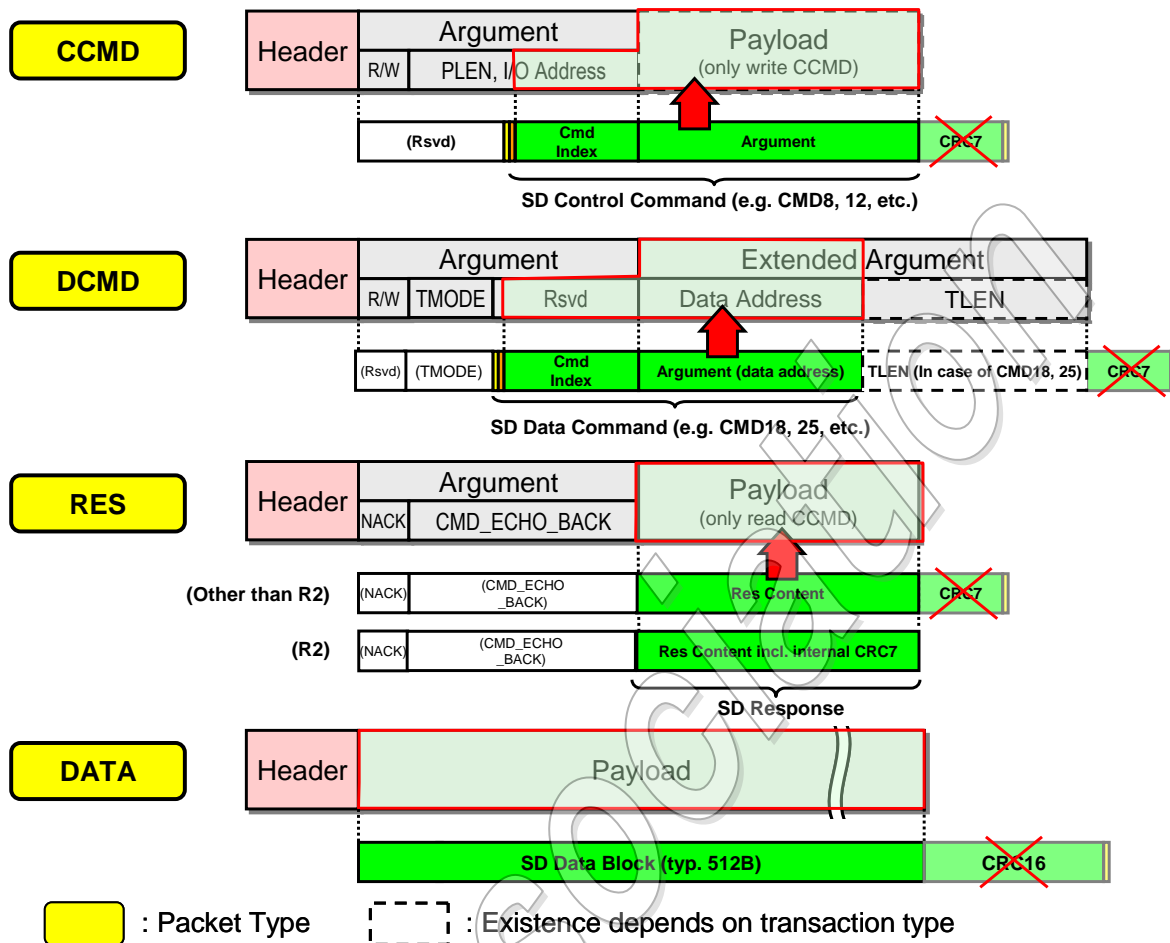 CCMD
Header
Argument
Payload
(only write CCMD)
R/W
PLEN, I/O Address
(Rsvd)
Cmd
Index
Argument
CRC7
SD Control Command (e.g. CMD8, 12, etc.)
DCMD
Header
Argument
Extended Argument
R/W
TMODE
Rsvd
Data Address
TLEN
(Rsvd)
(TMODE)
Cmd
Index
Argument (data address)
TLEN (In case of CMD18, 25)
CRC7
SD Data Command (e.g. CMD18, 25, etc.)
RES
Header
Argument
Payload
(only read CCMD)
NACK
CMD_ECHO_BACK
(Other than R2)
(NACK)
(CMD_ECHO
_BACK)
Res Content
CRC7
(R2)
(NACK)
(CMD_ECHO
_BACK)
Res Content incl. internal CRC7
SD Response
DATA
Header
Payload
SD Data Block (typ. 512B)
CRC16
: Packet Type
: Existence depends on transaction type
sociation